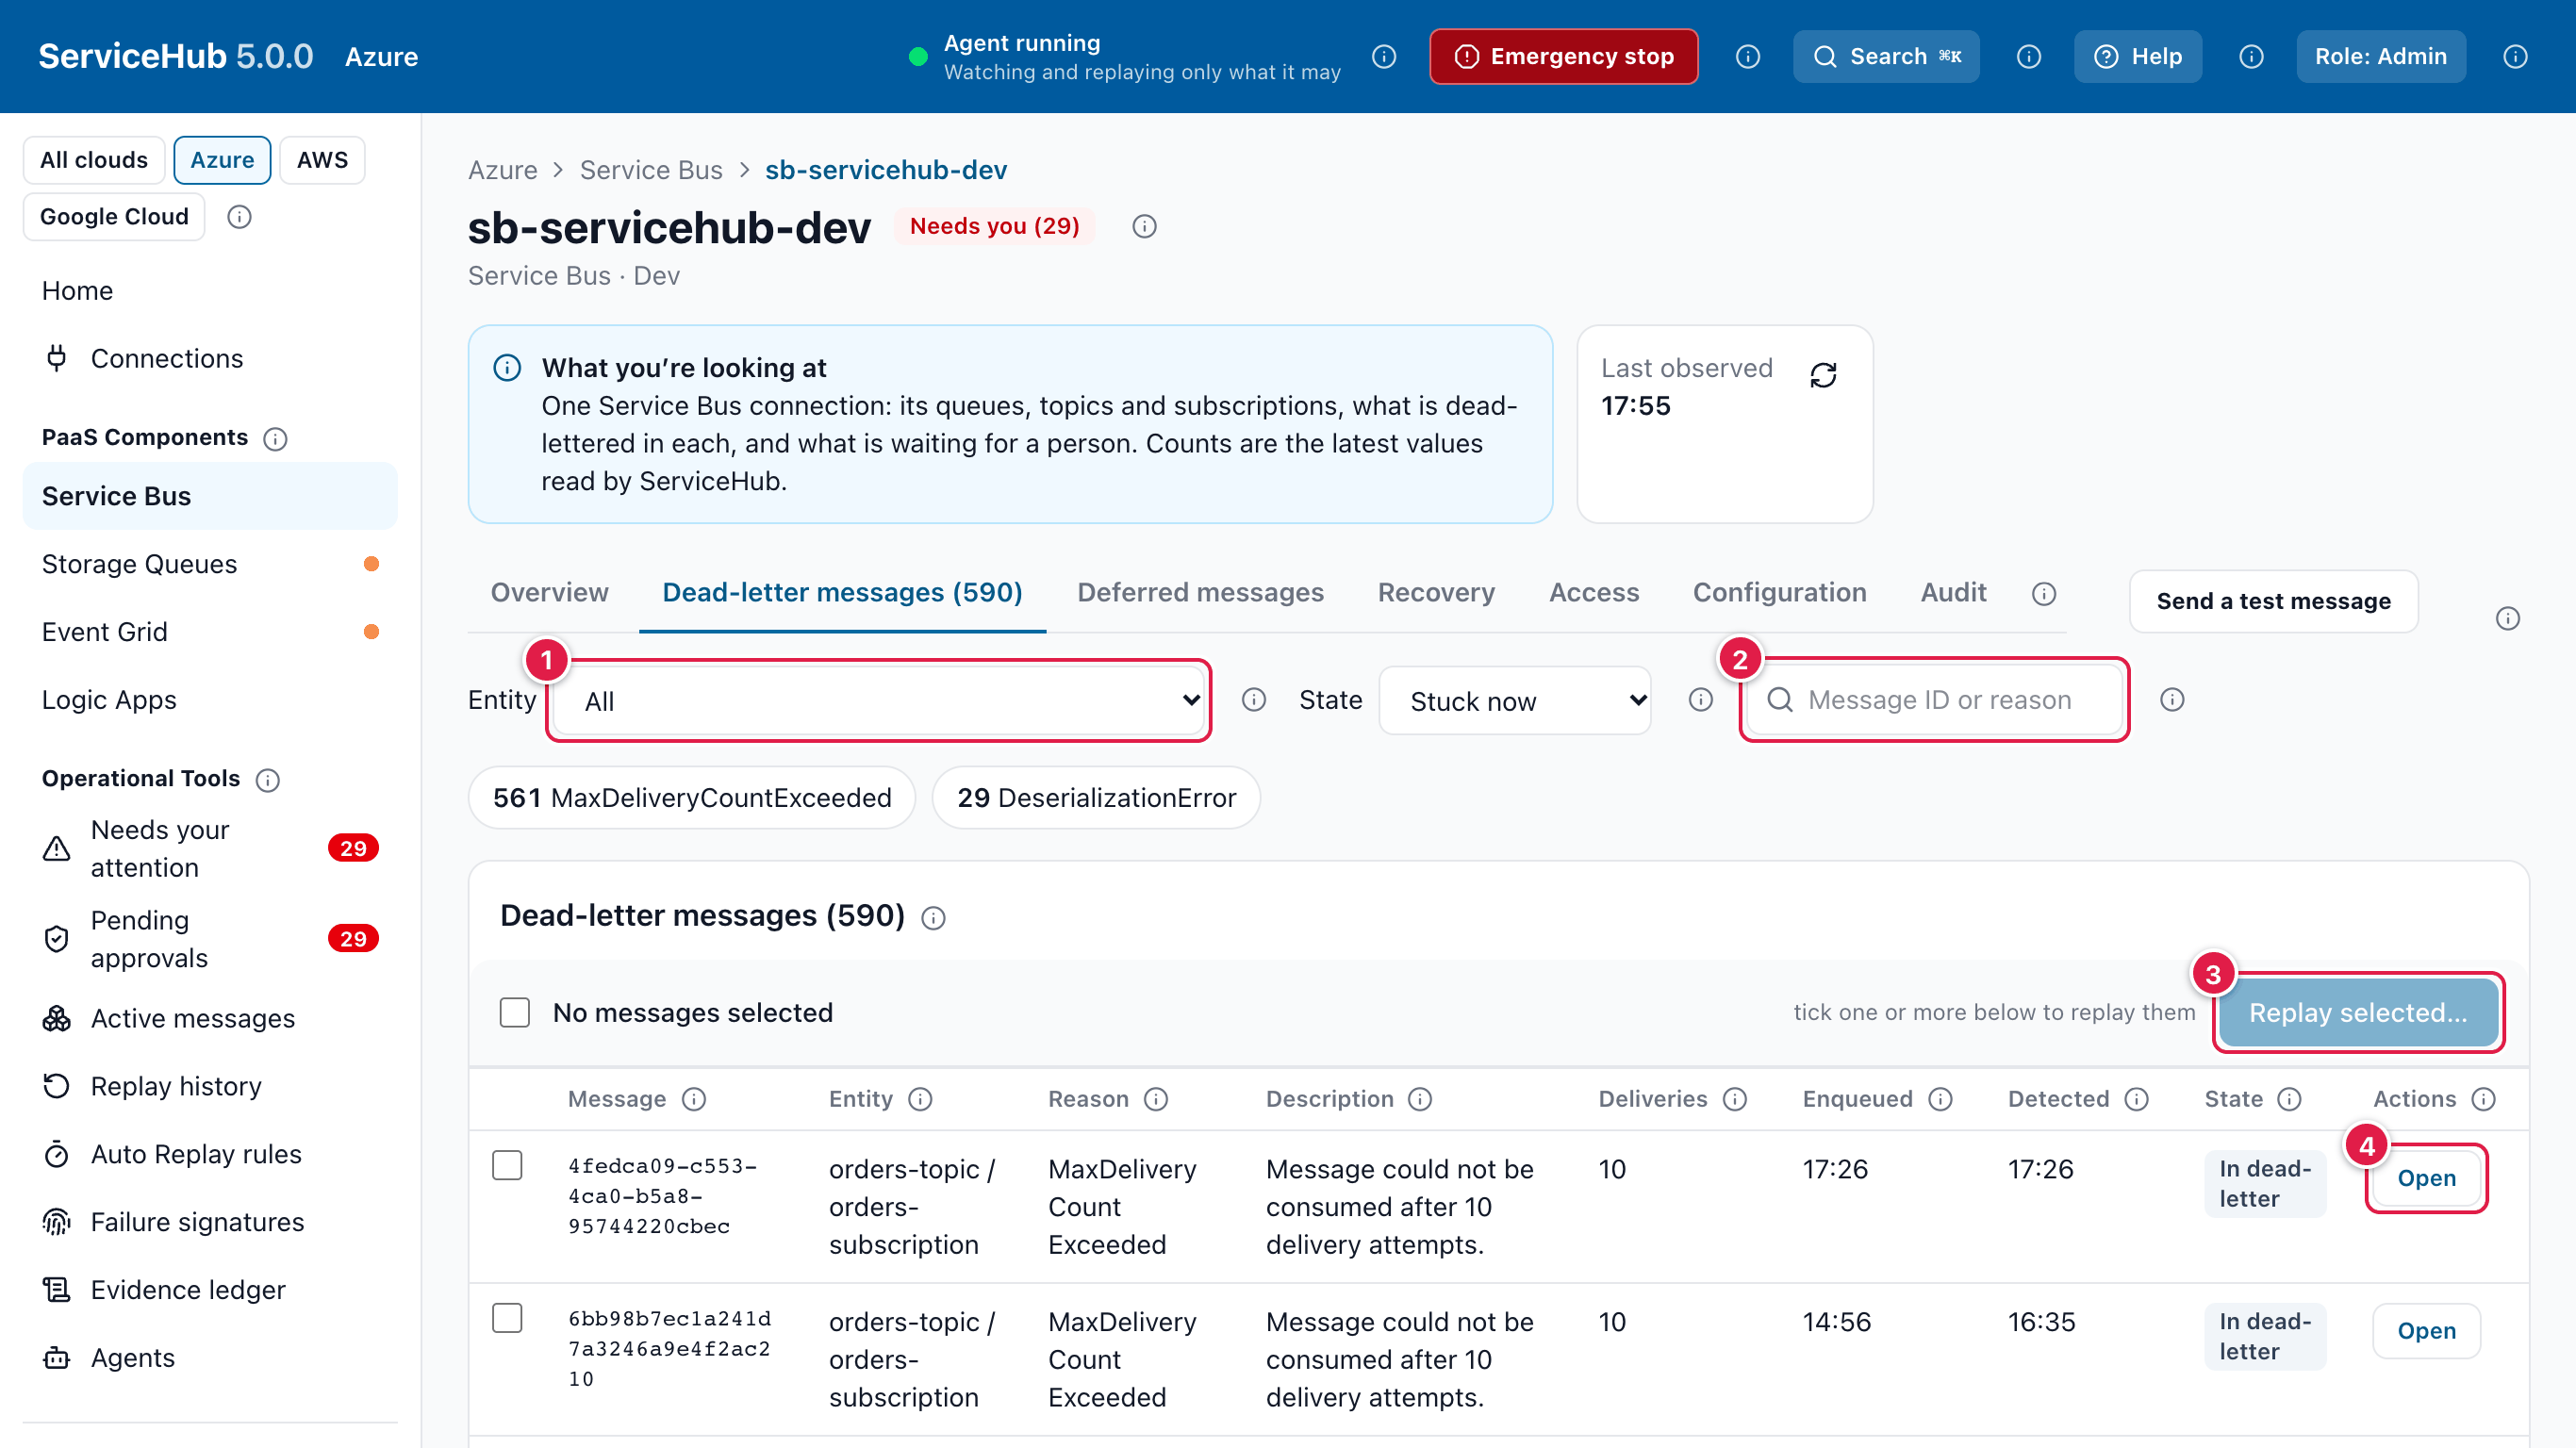 ServiceHub 5.0.0 Azure
Agent running
Watching and replaying only what it may
Emergency stop
Search ⌘K
Help
Role: Admin
All clouds
Azure
AWS
Google Cloud
Home
Connections
PaaS Components
Service Bus
Storage Queues
Event Grid
Logic Apps
Operational Tools
Needs your
attention
29
Pending
approvals
29
Active messages
Replay history
Auto Replay rules
Failure signatures
Evidence ledger
Agents
Azure > Service Bus > sb-servicehub-dev
sb-servicehub-dev Needs you (29)
Service Bus · Dev
What you’re looking at
One Service Bus connection: its queues, topics and subscriptions, what is dead-
lettered in each, and what is waiting for a person. Counts are the latest values
read by ServiceHub.
Last observed
17:55
Overview
Dead-letter messages (590)
Deferred messages
Recovery
Access
Configuration
Audit
Send a test message
1
Entity All
State Stuck now
2
Message ID or reason
561 MaxDeliveryCountExceeded
29 DeserializationError
Dead-letter messages (590)
No messages selected
tick one or more below to replay them
3
Replay selected...
Message Entity Reason Description Deliveries Enqueued Detected State Actions
4fedca09-c553-
4ca0-b5a8-
95744220cbec
orders-topic /
orders-
subscription
MaxDelivery
Count
Exceeded
Message could not be
consumed after 10
delivery attempts.
10
17:26
17:26
In dead-
letter
4
Open
6bb98b7ec1a241d
7a3246a9e4f2ac2
10
orders-topic /
orders-
subscription
MaxDelivery
Count
Exceeded
Message could not be
consumed after 10
delivery attempts.
10
14:56
16:35
In dead-
letter
Open